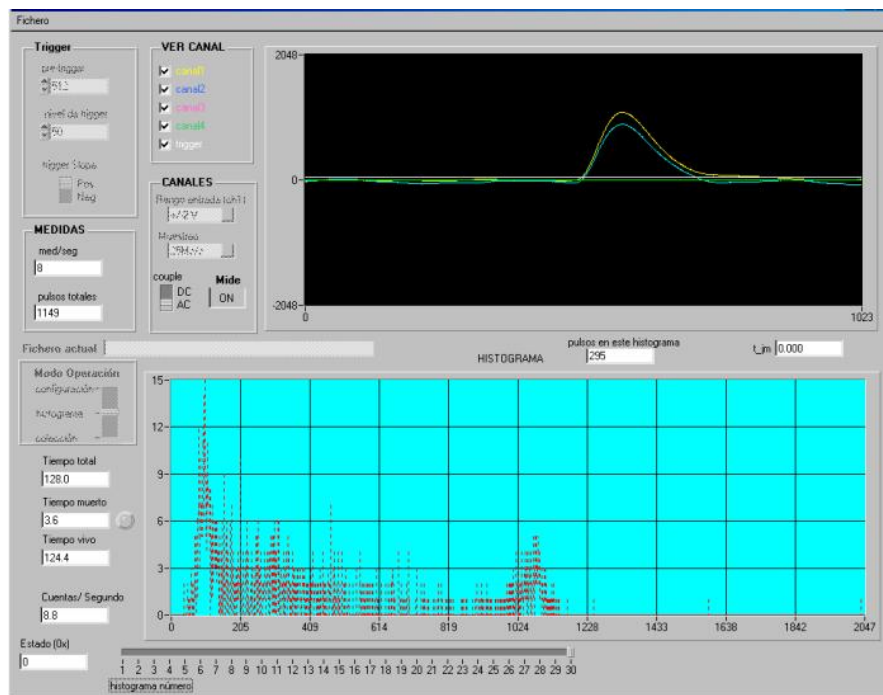 Fichero
Trigger
pre-trigger
512
nivel de trigger
50
trigger Slope
Pos
Neg
VER CANAL
canal1
canal2
canal3
canal4
trigger
CANALES
Rango entrada (ch1)
+/-2 V
Muestreo
couple
DC
AC
Mide
ON
MEDIDAS
med/seg
8
pulsos totales
1149
2048
0
-2048
0
1023
Fichero actual
HISTOGRAMA
pulsos en este histograma
295
t_im
0.000
Modo Operación
configuración
histograma
colección
Tiempo total
128.0
Tiempo muerto
3.6
Tiempo vivo
124.4
Cuentas/ Segundo
8.8
Estado (0x)
0
15
12
9
6
3
0
0 205 409 614 819 1024 1228 1433 1638 1842 2047
1 2 3 4 5 6 7 8 9 10 11 12 13 14 15 16 17 18 19 20 21 22 23 24 25 26 27 28 29 30
histograma número